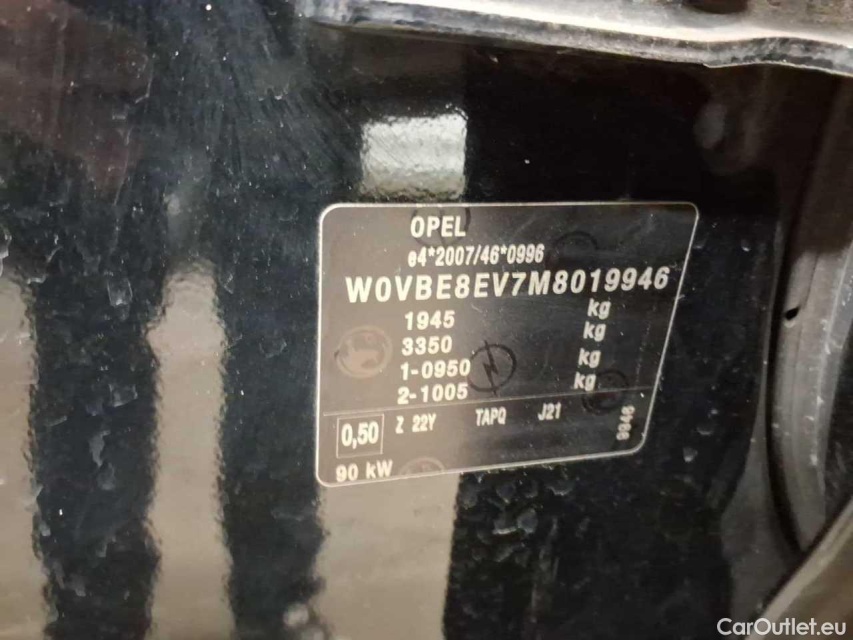 OPEL
e4*2007/46*0996
W0VBE8EV7M8019946
1945 kg
3350 kg
1-0950 kg
2-1005 kg
0,50 Z 22Y TAPQ J21 9946
90 kW
CarOutlet.eu